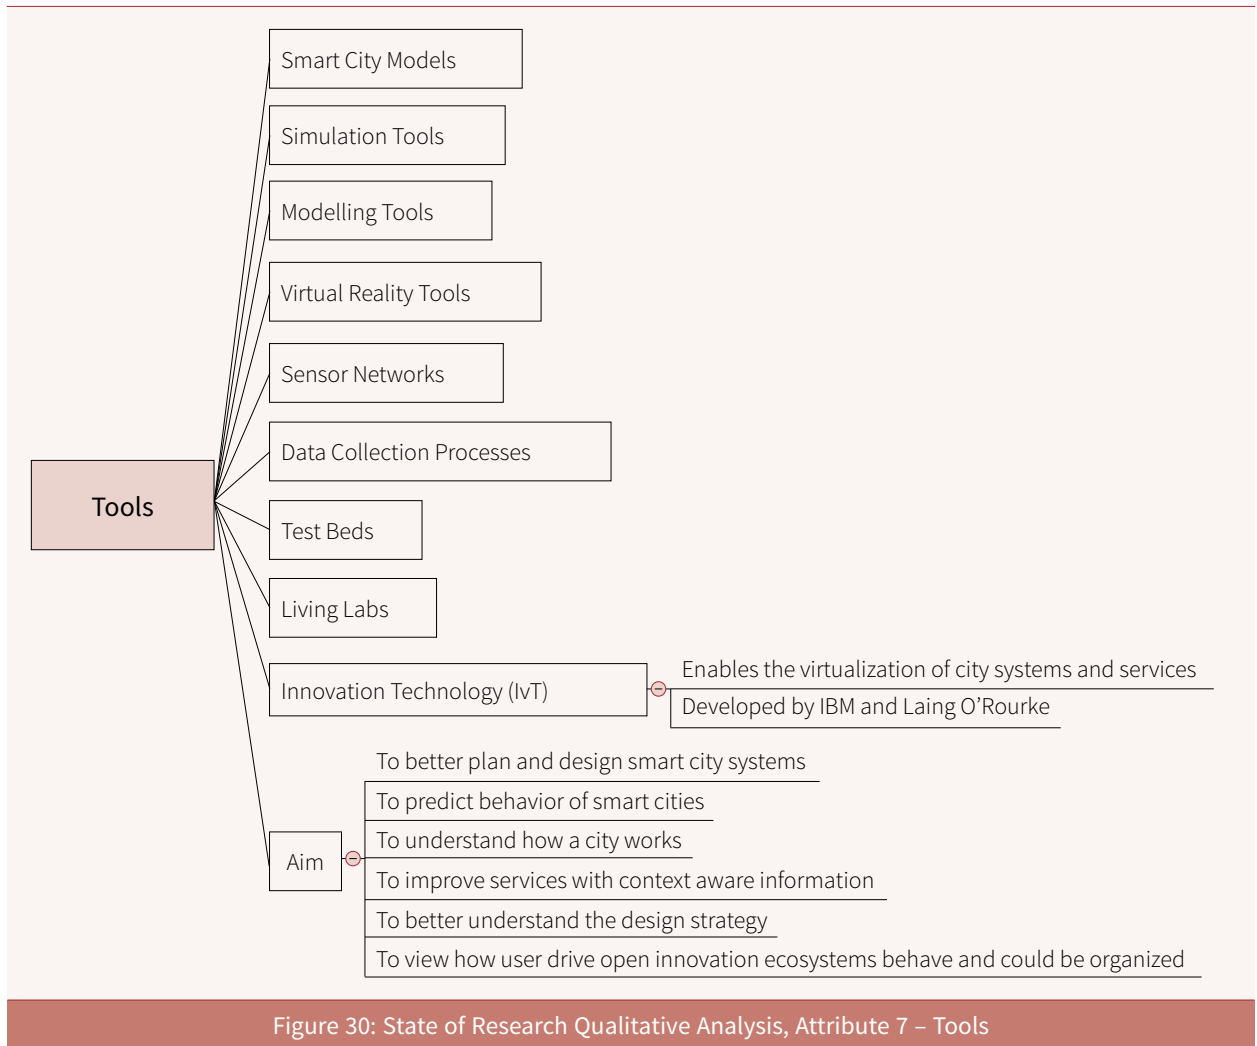 Smart City Models
Simulation Tools
Modelling Tools
Virtual Reality Tools
Sensor Networks
Data Collection Processes
Tools
Test Beds
Living Labs
Innovation Technology (IvT)
Enables the virtualization of city systems and services
Developed by IBM and Laing O’Rourke
Aim
To better plan and design smart city systems
To predict behavior of smart cities
To understand how a city works
To improve services with context aware information
To better understand the design strategy
To view how user drive open innovation ecosystems behave and could be organized
Figure 30: State of Research Qualitative Analysis, Attribute 7 – Tools